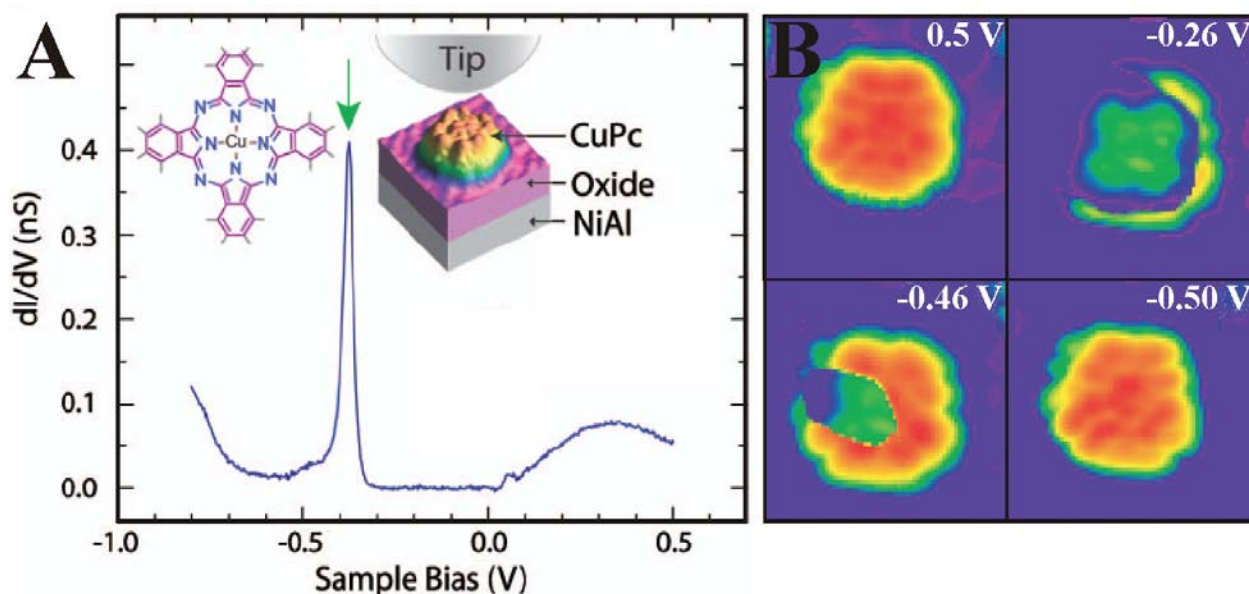 A
B
Tip
CuPc
Oxide
NiAl
N
N
N
N
N
Cu
N
N
N
dI/dV (nS)
0.4
0.3
0.2
0.1
0.0
-1.0
-0.5
0.0
0.5
Sample Bias (V)
0.5 V
-0.26 V
-0.46 V
-0.50 V